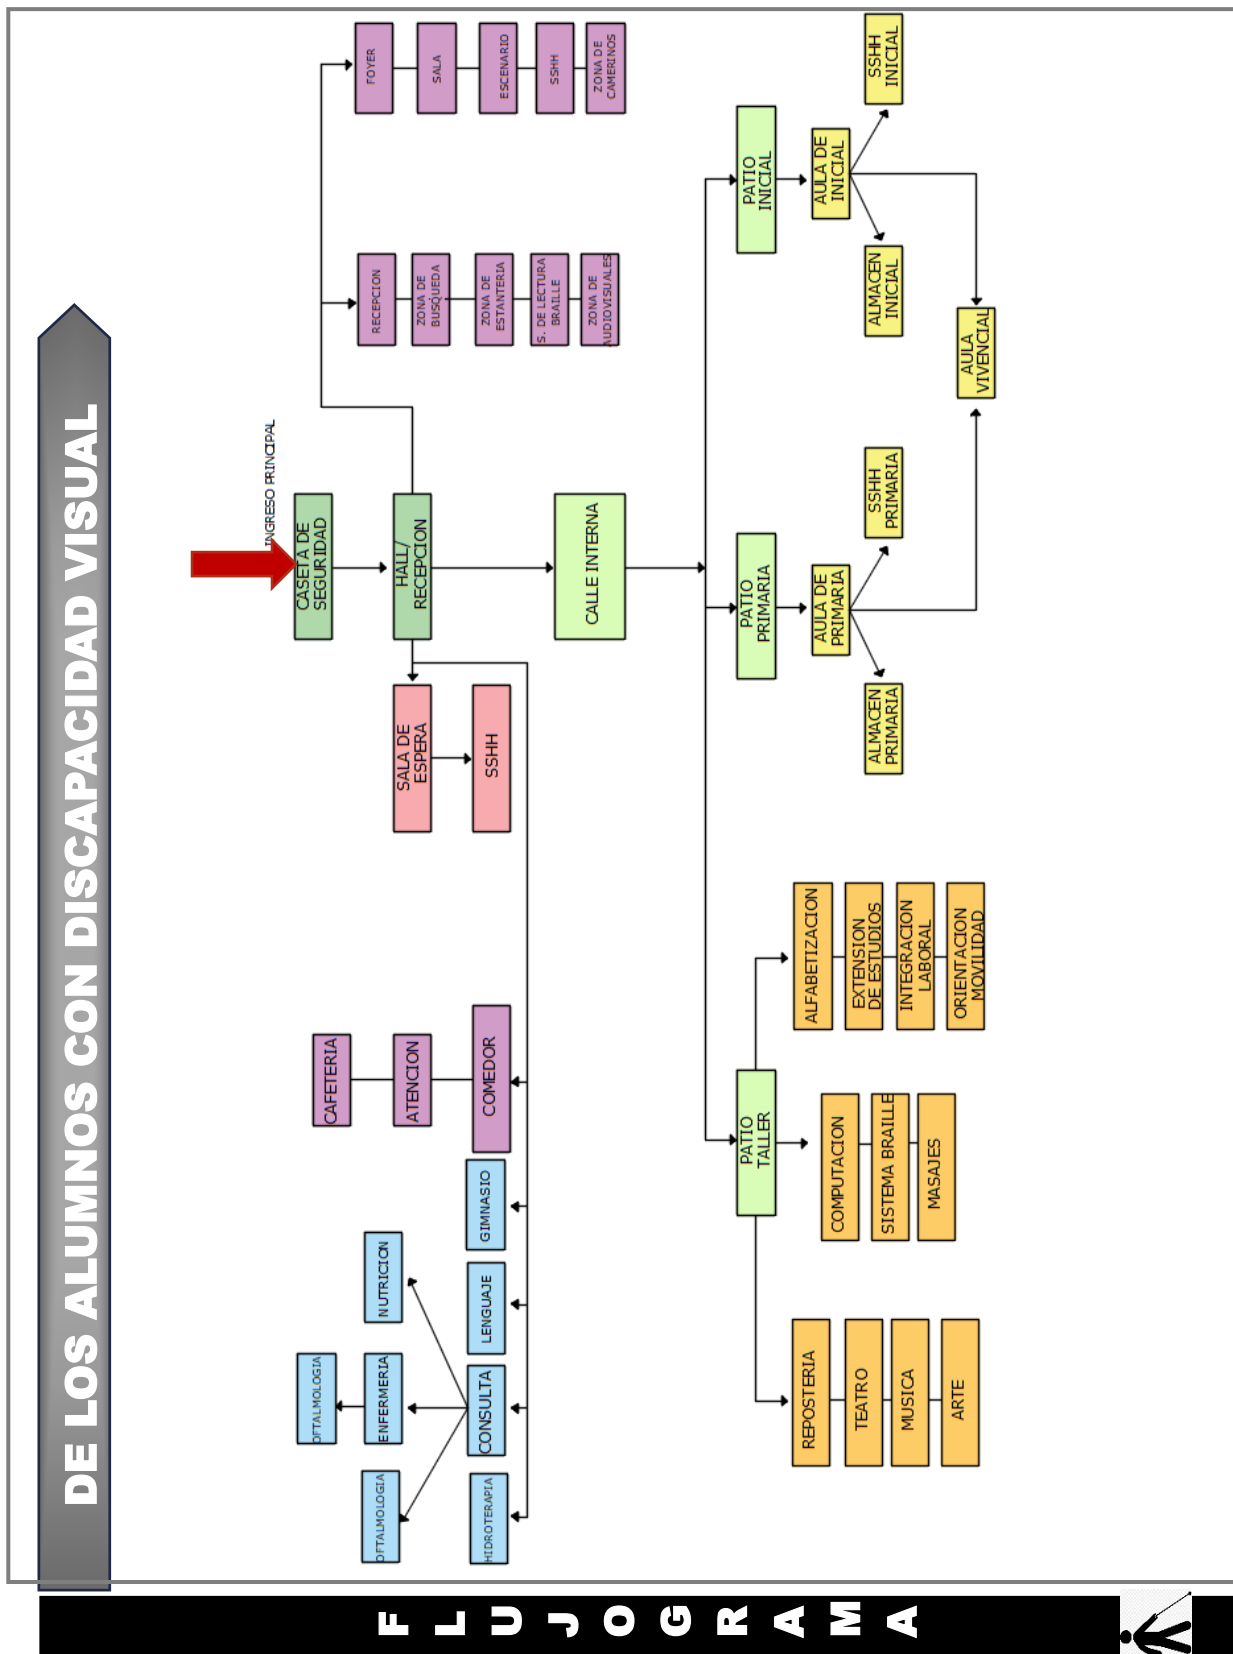 FLUJOGRAMA
DE LOS ALUMNOS CON DISCAPACIDAD VISUAL
INGRESO PRINCIPAL
CASETA DE
SEGURIDAD
HALL/
RECEPCION
SALA DE
ESPERA
SSHH
CALLE INTERNA
FOYER
SALA
ESCENARIO
SSHH
ZONA DE
CAMERINOS
RECEPCION
ZONA DE
BUSQUEDA
ZONA DE
ESTANTERIA
S. DE LECTURA
BRAILLE
ZONA DE
AUDIOVISUALES
CAFETERIA
ATENCION
COMEDOR
GIMNASIO
LENGUAJE
CONSULTA
HIDROTERAPIA
NUTRICION
ENFERMERIA
OFTALMOLOGIA
OFTALMOLOGIA
PATIO
TALLER
PATIO
PRIMARIA
PATIO
INICIAL
REPOSTERIA
TEATRO
MUSICA
ARTE
COMPUTACION
SISTEMA BRAILLE
MASAJES
ALFABETIZACION
EXTENSION
DE ESTUDIOS
INTEGRACION
LABORAL
ORIENTACION
MOVILIDAD
AULA DE
PRIMARIA
ALMACEN
PRIMARIA
SSHH
PRIMARIA
AULA DE
INICIAL
ALMACEN
INICIAL
SSHH
INICIAL
AULA
VIVENCIAL